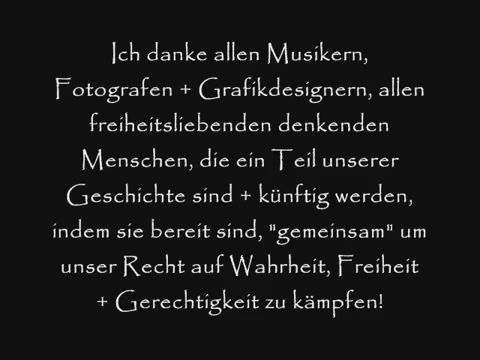 Ich danke allen Musikern,
Fotografen + Grafikdesignern, allen
freiheitsliebenden denkenden
Menschen, die ein Teil unserer
Geschichte sind + künftig werden,
indem sie bereit sind, "gemeinsam" um
unser Recht auf Wahrheit, Freiheit
+ Gerechtigkeit zu kämpfen!